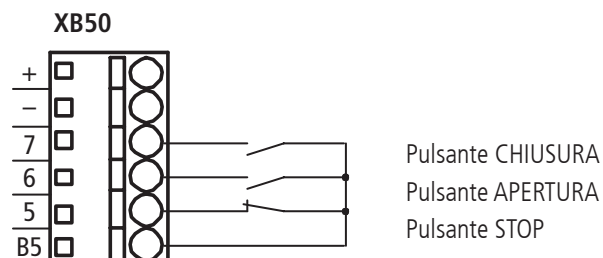 XB50
+
−
7
Pulsante CHIUSURA
6
Pulsante APERTURA
5
Pulsante STOP
B5